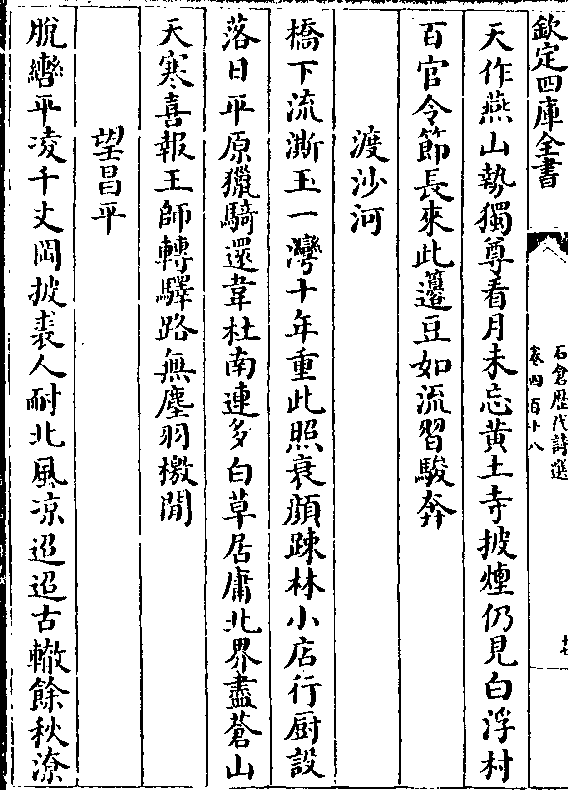 欽定四庫全書
石倉歴代詩選
卷四百十八
天作燕山執獨尊看月未忘黄土寺披煙仍見白浮村
百官令節長來此籩豆如流習駿奔
渡沙河
橋下流澌玉一灣十年重此照衰顔疎林小店行厨設
落日平原獵騎還韋杜南連多白草居庸北界盡蒼山
天寒喜報王師轉驛路無塵羽檄閒
望昌平
脱轡平凌千丈岡披裘人耐北風凉迢迢古轍餘秋潦